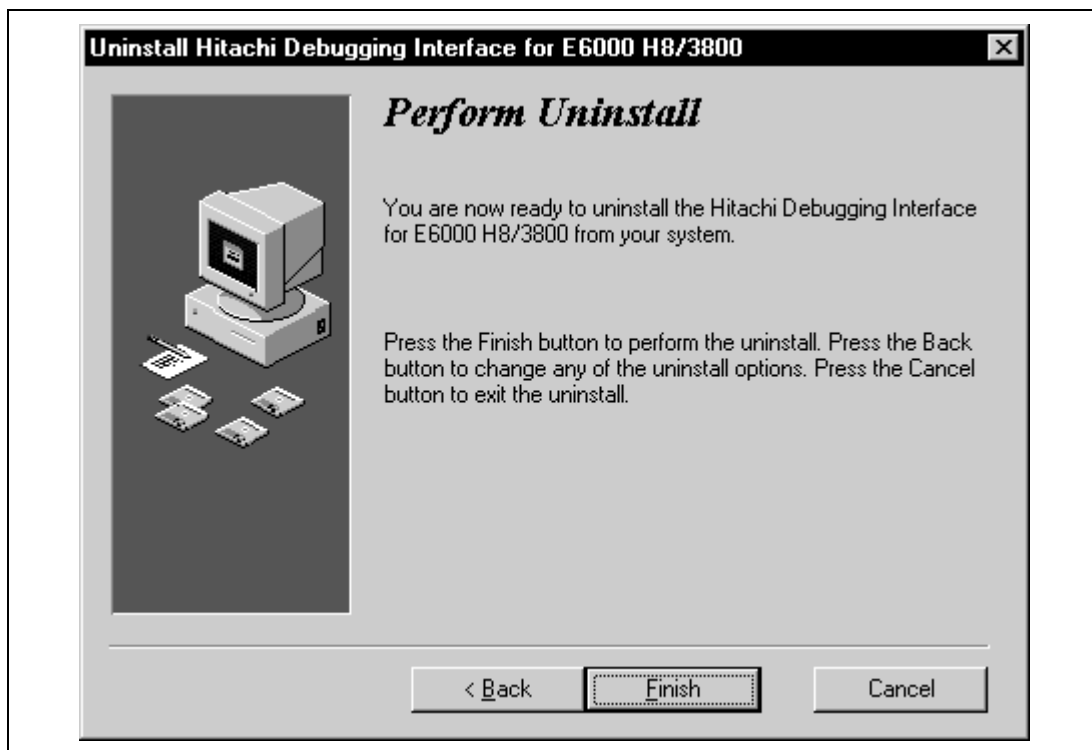 Uninstall Hitachi Debugging Interface for E6000 H8/3800
Perform Uninstall
You are now ready to uninstall the Hitachi Debugging Interface
for E6000 H8/3800 from your system.
Press the Finish button to perform the uninstall. Press the Back
button to change any of the uninstall options. Press the Cancel
button to exit the uninstall.
< Back
Finish
Cancel